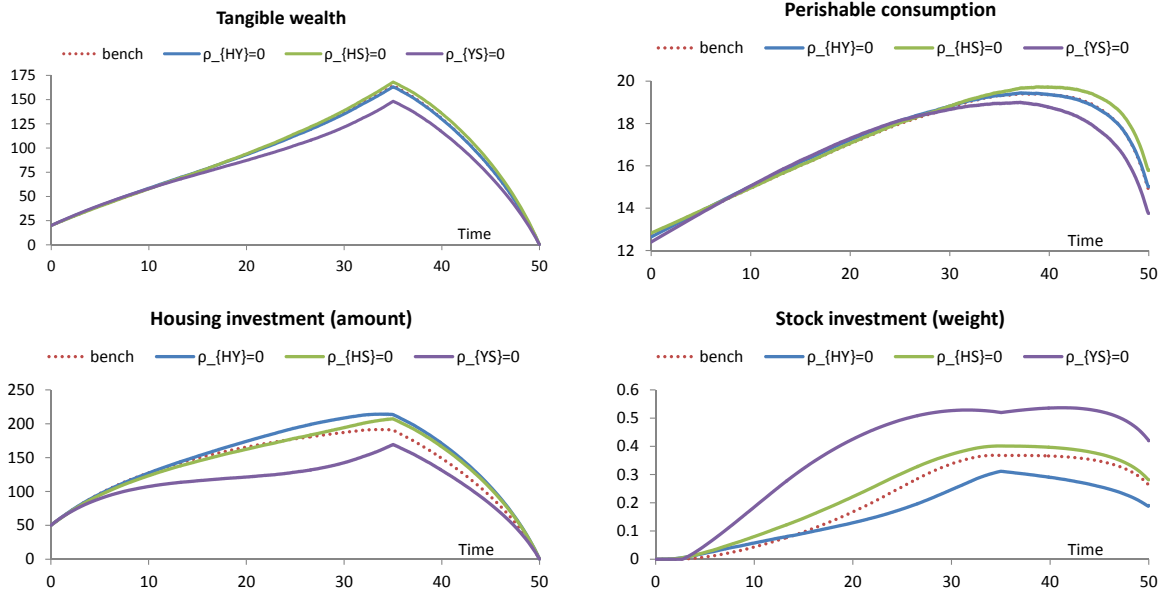 Tangible wealth
bench ρ_{HY}=0 ρ_{HS}=0 ρ_{YS}=0
175
150
125
100
75
50
25
0
Time
0 10 20 30 40 50
Perishable consumption
bench ρ_{HY}=0 ρ_{HS}=0 ρ_{YS}=0
20
18
16
14
12
Time
0 10 20 30 40 50
Housing investment (amount)
bench ρ_{HY}=0 ρ_{HS}=0 ρ_{YS}=0
250
200
150
100
50
0
Time
0 10 20 30 40 50
Stock investment (weight)
bench ρ_{HY}=0 ρ_{HS}=0 ρ_{YS}=0
0.6
0.5
0.4
0.3
0.2
0.1
0
Time
0 10 20 30 40 50